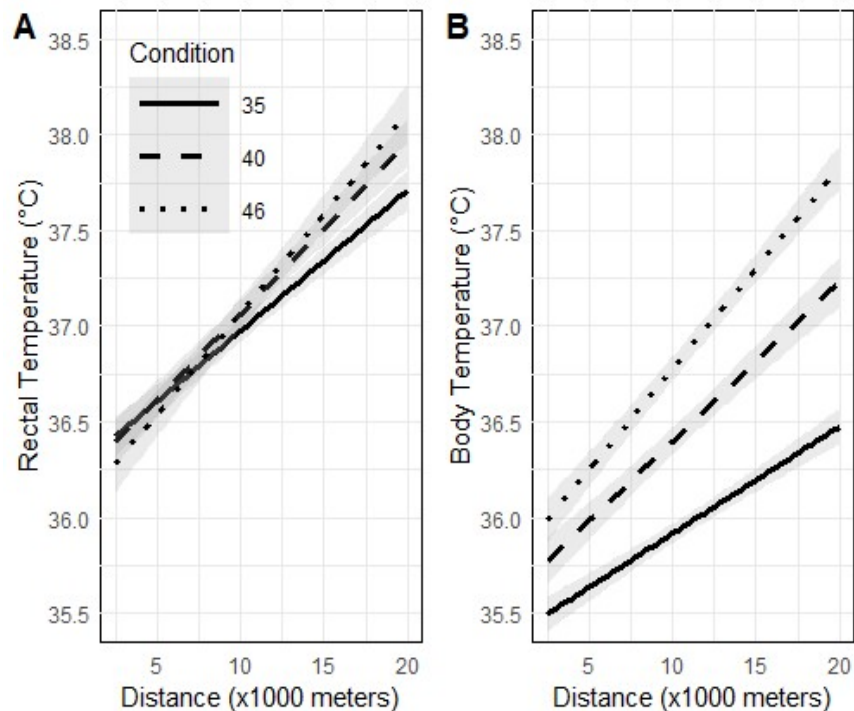 A
Rectal Temperature (°C)
38.5
38.0
37.5
37.0
36.5
36.0
35.5
Condition
35
40
46
5 10 15 20
Distance (x1000 meters)
B
Body Temperature (°C)
38.5
38.0
37.5
37.0
36.5
36.0
35.5
5 10 15 20
Distance (x1000 meters)